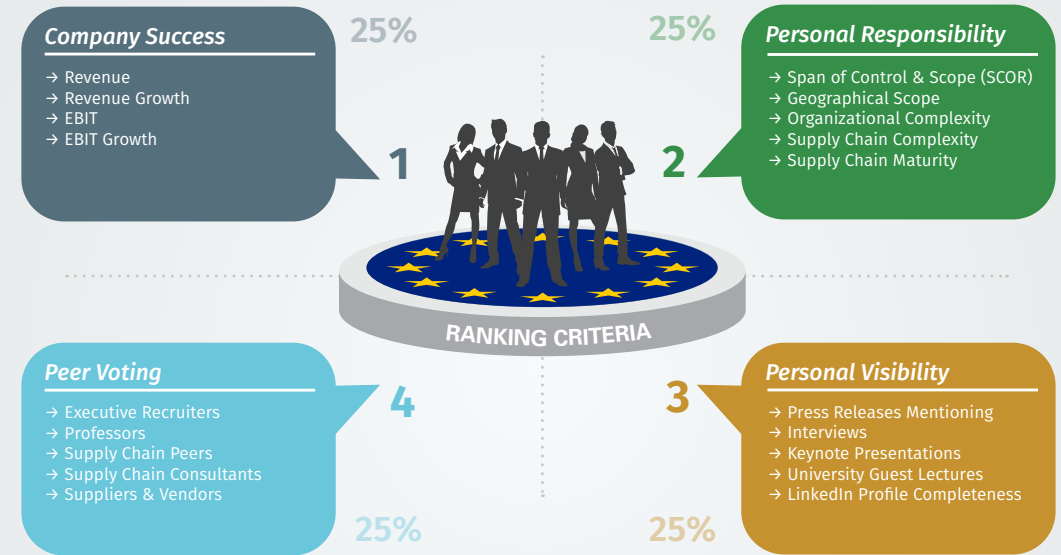 Company Success
→ Revenue
→ Revenue Growth
→ EBIT
→ EBIT Growth
25%
1
25%
Personal Responsibility
→ Span of Control & Scope (SCOR)
→ Geographical Scope
→ Organizational Complexity
→ Supply Chain Complexity
→ Supply Chain Maturity
2
RANKING CRITERIA
Peer Voting
→ Executive Recruiters
→ Professors
→ Supply Chain Peers
→ Supply Chain Consultants
→ Suppliers & Vendors
4
25%
3
Personal Visibility
→ Press Releases Mentioning
→ Interviews
→ Keynote Presentations
→ University Guest Lectures
→ LinkedIn Profile Completeness
25%